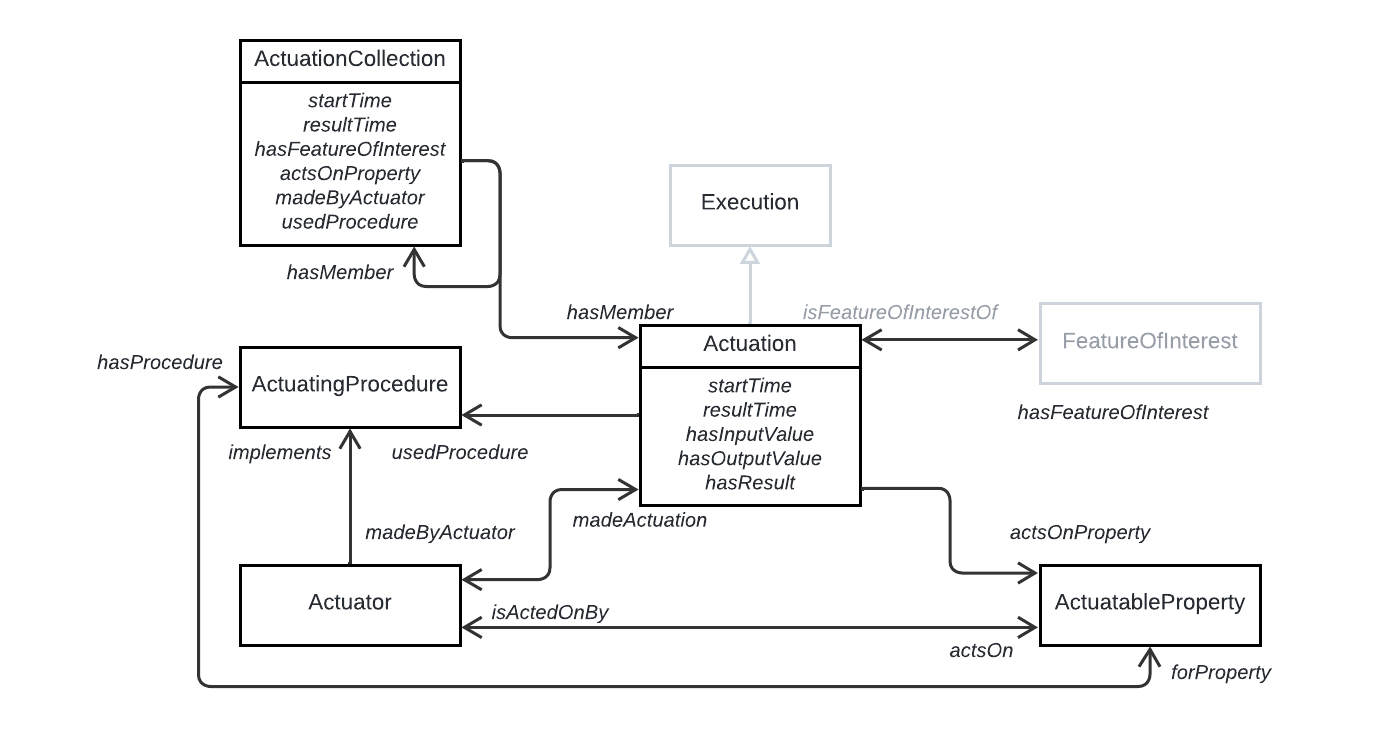 ActuationCollection
startTime
resultTime
hasFeatureOfInterest
actsOnProperty
madeByActuator
usedProcedure
hasMember
Execution
hasMember
isFeatureOfInterestOf
Actuation
startTime
resultTime
hasInputValue
hasOutputValue
hasResult
FeatureOfInterest
hasFeatureOfInterest
hasProcedure
ActuatingProcedure
implements
usedProcedure
madeByActuator
madeActuation
actsOnProperty
Actuator
isActedOnBy
ActuatableProperty
actsOn
forProperty